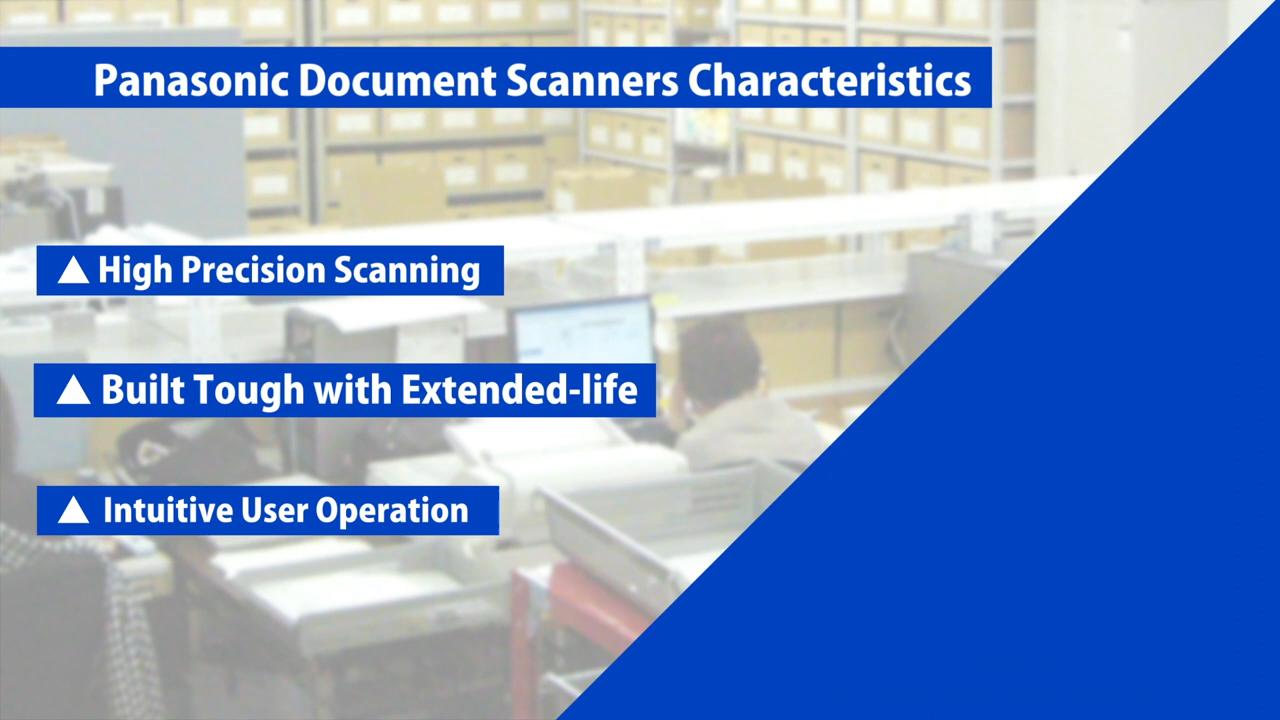 Panasonic Document Scanners Characteristics
▲ High Precision Scanning
▲ Built Tough with Extended-life
▲ Intuitive User Operation